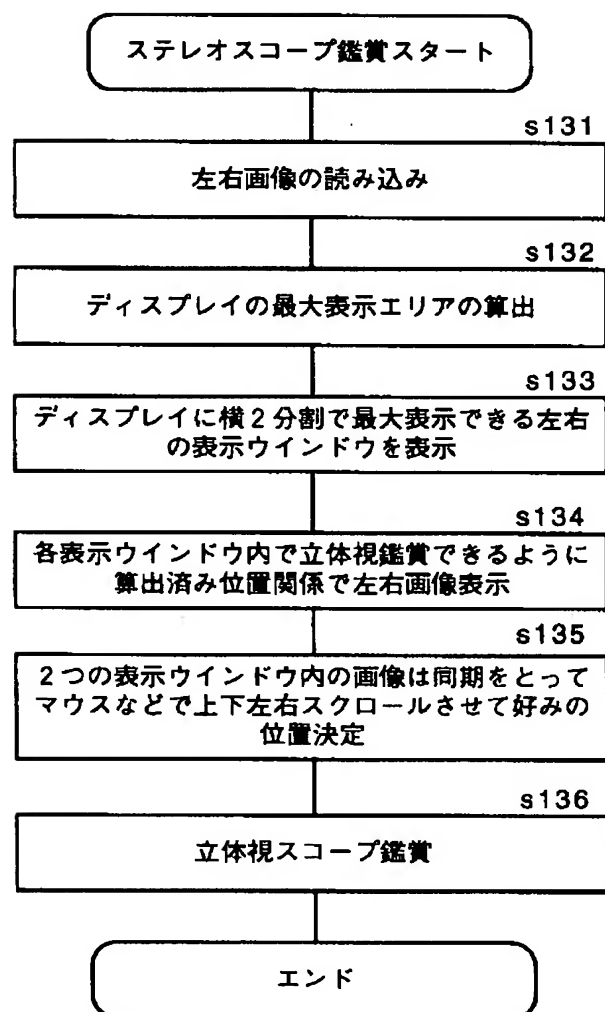 ステレオスコープ鑑賞スタート
s131
左右画像の読み込み
s132
ディスプレイの最大表示エリアの算出
s133
ディスプレイに横2分割で最大表示できる左右
の表示ウインドウを表示
s134
各表示ウインドウ内で立体視鑑賞できるように
算出済み位置関係で左右画像表示
s135
2つの表示ウインドウ内の画像は同期をとって
マウスなどで上下左右スクロールさせて好みの
位置決定
s136
立体視スコープ鑑賞
エンド